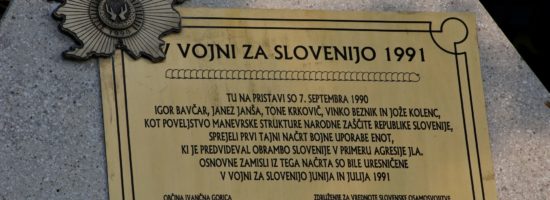 V VOJNI ZA SLOVENIJO 1991
TU NA PRISTAVI SO 7. SEPTEMBRA 1990
IGOR BAVČAR, JANEZ JANŠA, TONE KRKOVIČ, VINKO BEZNIK IN JOŽE KOLENC,
KOT POVELJSTVO MANEVRSKE STRUKTURE NARODNE ZAŠČITE REPUBLIKE SLOVENIJE,
SPREJELI PRVI TAJNI NAČRT BOJNE UPORABE ENOT,
KI JE PREDVIDEVAL OBRAMBO SLOVENIJE V PRIMERU AGRESIJE JLA.
OSNOVNE ZAMISLI IZ TEGA NAČRTA SO BILE URESNIČENE
V VOJNI ZA SLOVENIJO JUNIJA IN JULIJA 1991
OBČINA IVANČNA GORICA ZDRUŽENJE ZA VREDNOTE SLOVENSKE OSAMOSVOJITVE